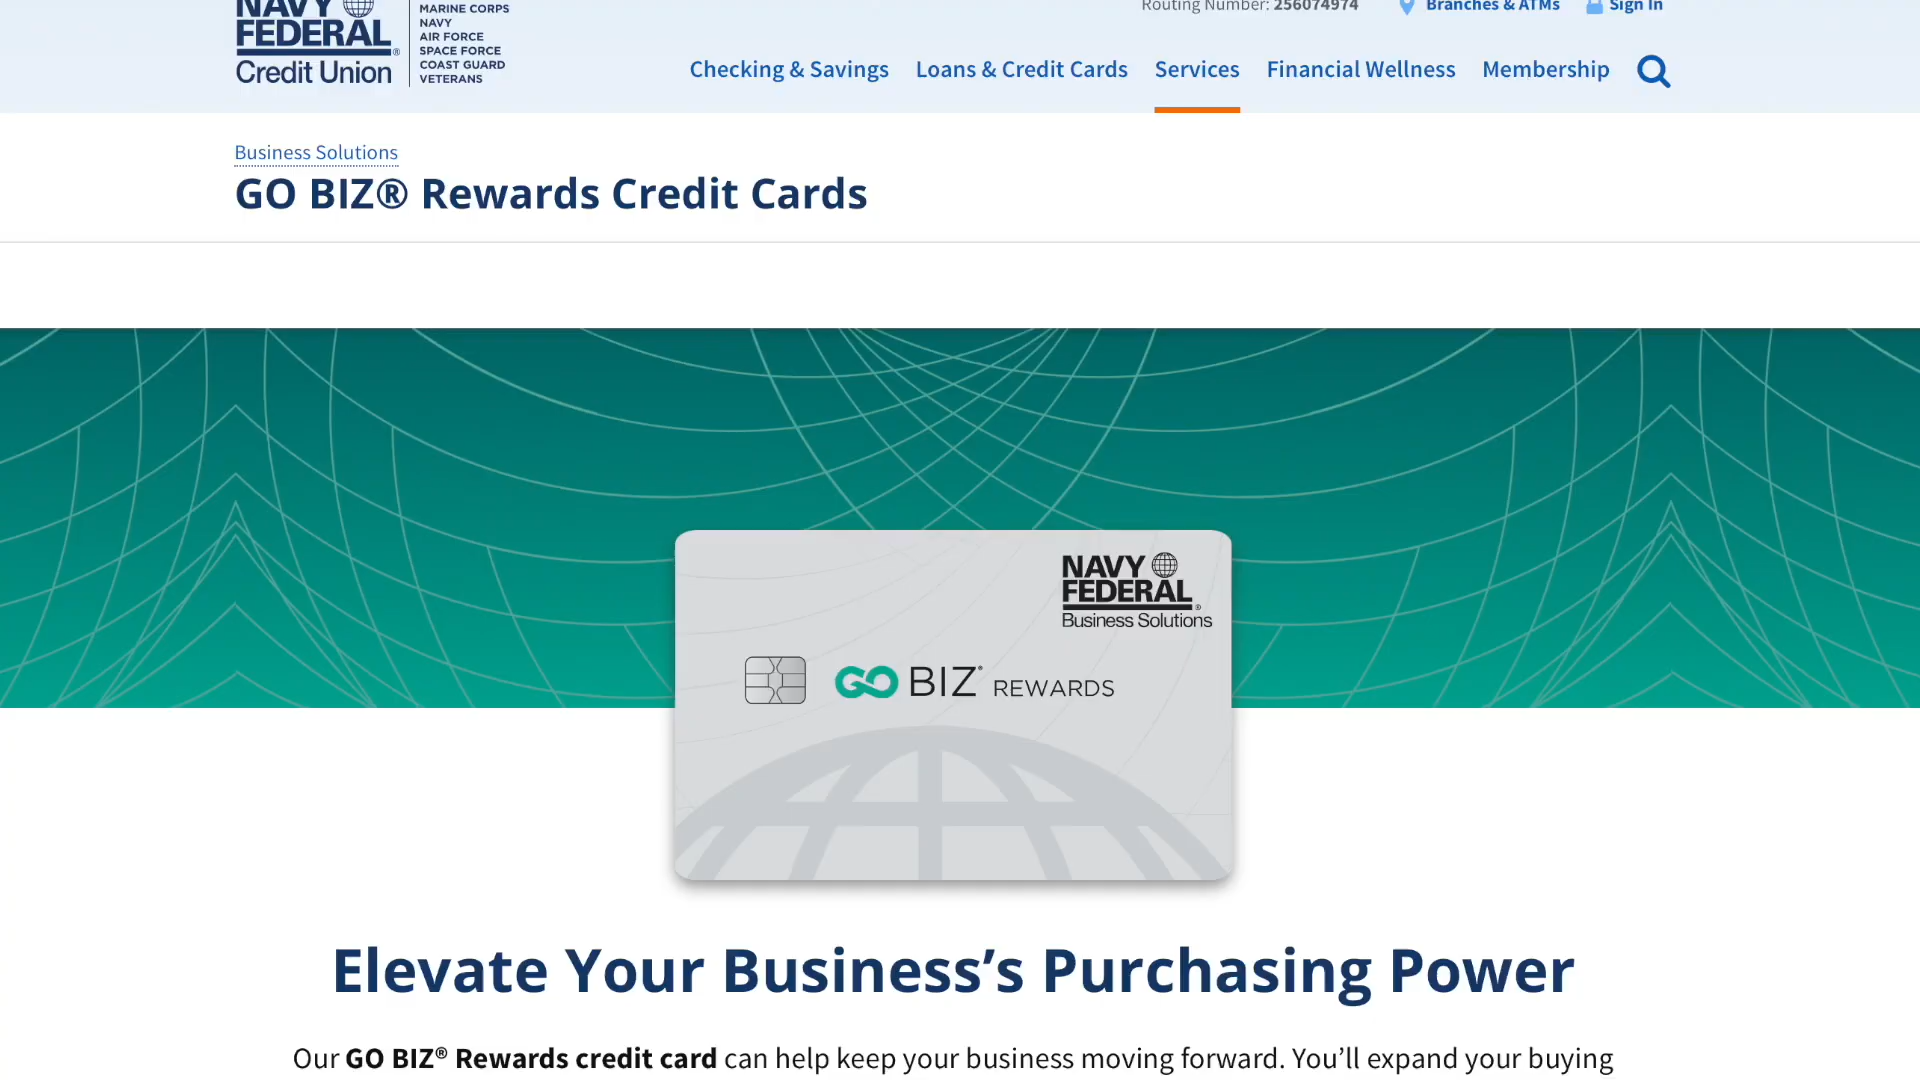 NAVY
FEDERAL®
Credit Union
MARINE CORPS
NAVY
AIR FORCE
SPACE FORCE
COAST GUARD
VETERANS
Routing Number: 256074974
Branches & ATMs
Sign In
Checking & Savings
Loans & Credit Cards
Services
Financial Wellness
Membership
Business Solutions
GO BIZ® Rewards Credit Cards
NAVY
FEDERAL®
Business Solutions
GO BIZ® REWARDS
Elevate Your Business’s Purchasing Power
Our GO BIZ® Rewards credit card can help keep your business moving forward. You’ll expand your buying